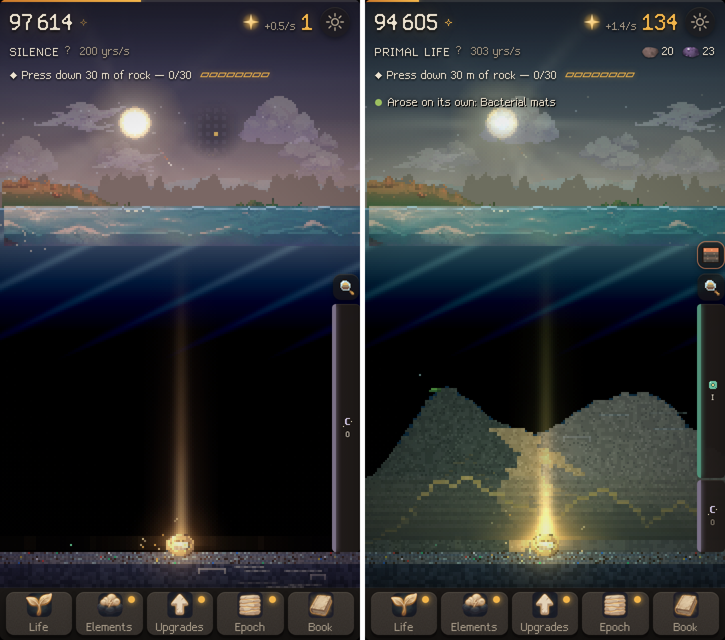 97 614
+0.5/s 1
SILENCE ? 200 yrs/s
Press down 30 m of rock — 0/30
C
0
Life
Elements
Upgrades
Epoch
Book
94 605
+1.4/s 134
PRIMAL LIFE ? 303 yrs/s
20 23
Press down 30 m of rock — 0/30
Arose on its own: Bacterial mats
I
C
0
Life
Elements
Upgrades
Epoch
Book